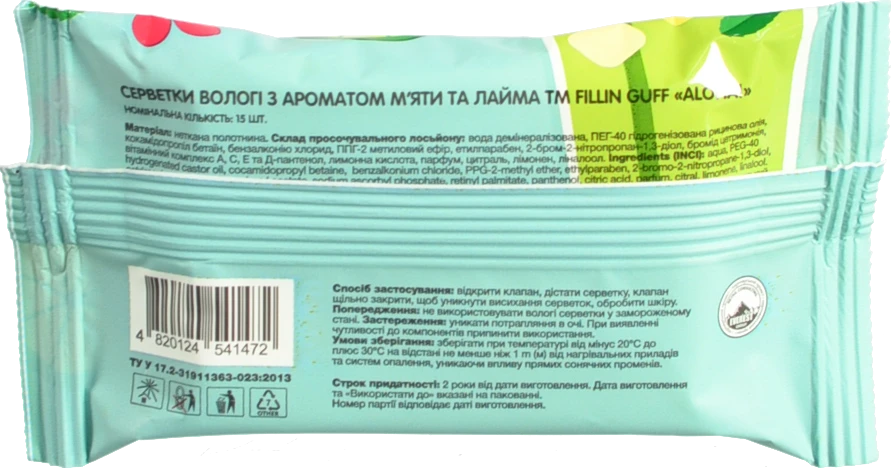 СЕРВЕТКИ ВОЛОГІ З АРОМАТОМ М'ЯТИ ТА ЛАЙМА ТМ FILLIN GUFF
НОМІНАЛЬНА КІЛЬКІСТЬ: 15 ШТ.
Матеріал: неткана полотнина. Склад просочувального лосьйону: вода демінералізована, ПЕГ-40 гідрогенізована рицинова олія,
кокамідопропіл бетаїн, бензалконію хлорид, ППГ-2 метиловий ефір, етилпарабен, 2-бром-2-нітропропан-1,3-діол, бромід цетримонія,
вітамінний комплекс А, С, Е та Д-пантенол, лимонна кислота, парфум, цитраль, лімонен, ліналоол. Ingredients (INCI): aqua, PEG-40
hydrogenated castor oil, cocamidopropyl betaine, benzalkonium chloride, PPG-2-methyl ether, ethylparaben, 2-bromo-2-nitropropane-1,3-diol,
sodium ascorbyl phosphate, retinyl palmitate, panthenol, citric acid, parfum, citral, limonene, linalool,
4 820124 541472
ТУ У 17.2-31911363-023:2013
7
OTHER
Спосіб застосування: відкрити клапан, дістати серветку, клапан
щільно закрити, щоб уникнути висихання серветок, обробити шкіру.
Попередження: не використовувати вологі серветки у замороженому
стані. Застереження: уникати потрапляння в очі. При виявленні
чутливості до компонентів припинити використання.
Умови зберігання: зберігати при температурі від мінус 20°С до
плюс 30°С на відстані не менше ніж 1 m (м) від нагрівальних приладів
та систем опалення, уникаючи впливу прямих сонячних променів.
Строк придатності: 2 роки від дати виготовлення. Дата виготовлення
та «Використати до» вказані на пакованні.
Номер партії відповідає даті виготовлення.